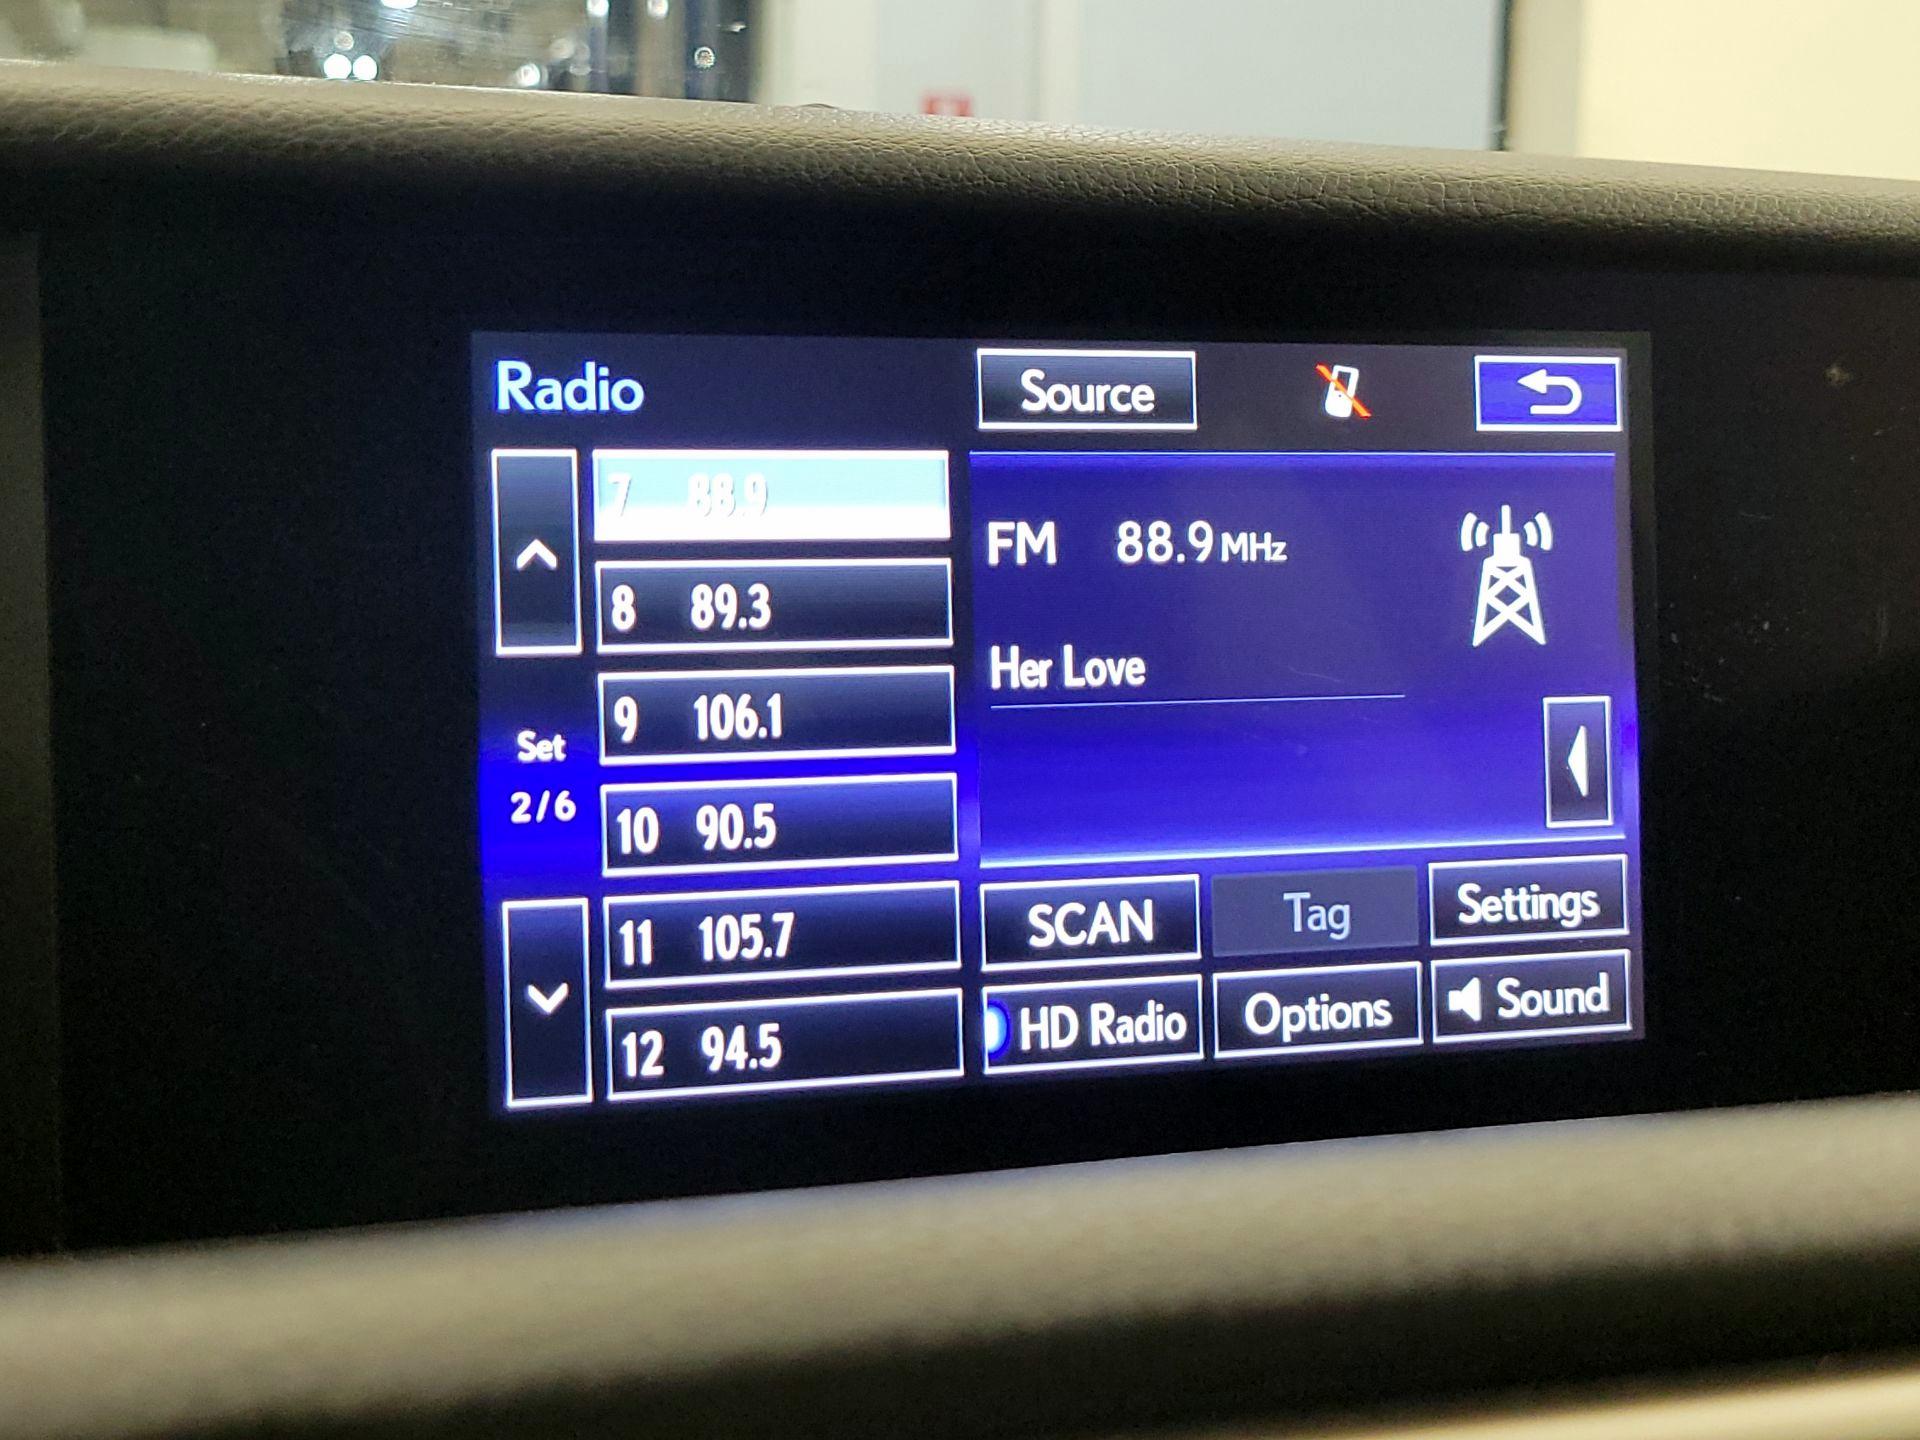 Radio
Source
7 88.9
8 89.3
9 106.1
10 90.5
11 105.7
12 94.5
Set
2/6
FM 88.9 MHz
Her Love
SCAN
Tag
Settings
HD Radio
Options
Sound